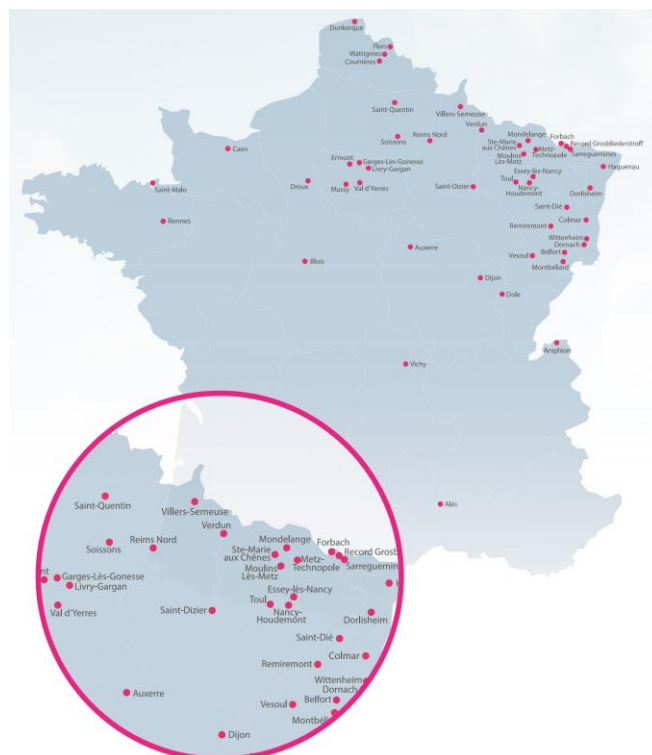 Dunkerque
Flers
Wattignies
Courrières
Saint-Quentin
Villers-Semeuse
Verdun
Soissons
Reims Nord
Mondelange
Forbach
Record Grosbliederstroff
Ste-Marie
aux Chênes
Metz-
Technopole
Sarreguemines
Moulins
Lès-Metz
Haguenau
Caen
Ermont
Garges-Lès-Gonesse
Livry-Gargan
Essey-lès-Nancy
Saint-Malo
Dreux
Massy
Val d'Yerres
Saint-Dizier
Toul
Nancy-
Houdemont
Dorlisheim
Saint-Dié
Rennes
Remiremont
Colmar
Wittenheim
Dornach
Auxerre
Belfort
Vesoul
Montbéliard
Blois
Dijon
Dole
Amphion
Vichy
Alès
Saint-Quentin
Villers-Semeuse
Verdun
Soissons
Reims Nord
Mondelange
Forbach
Ste-Marie
aux Chênes
Record Grosb
Metz-
Technopole
Sarreguemin
Moulins
Lès-Metz
nt
Garges-Lès-Gonesse
Livry-Gargan
Essey-lès-Nancy
Val d'Yerres
Saint-Dizier
Toul
Nancy-
Houdemont
Dorlisheim
Saint-Dié
Colmar
Remiremont
Wittenheim
Dornach
Auxerre
Vesoul
Belfort
Montbéli
Dijon